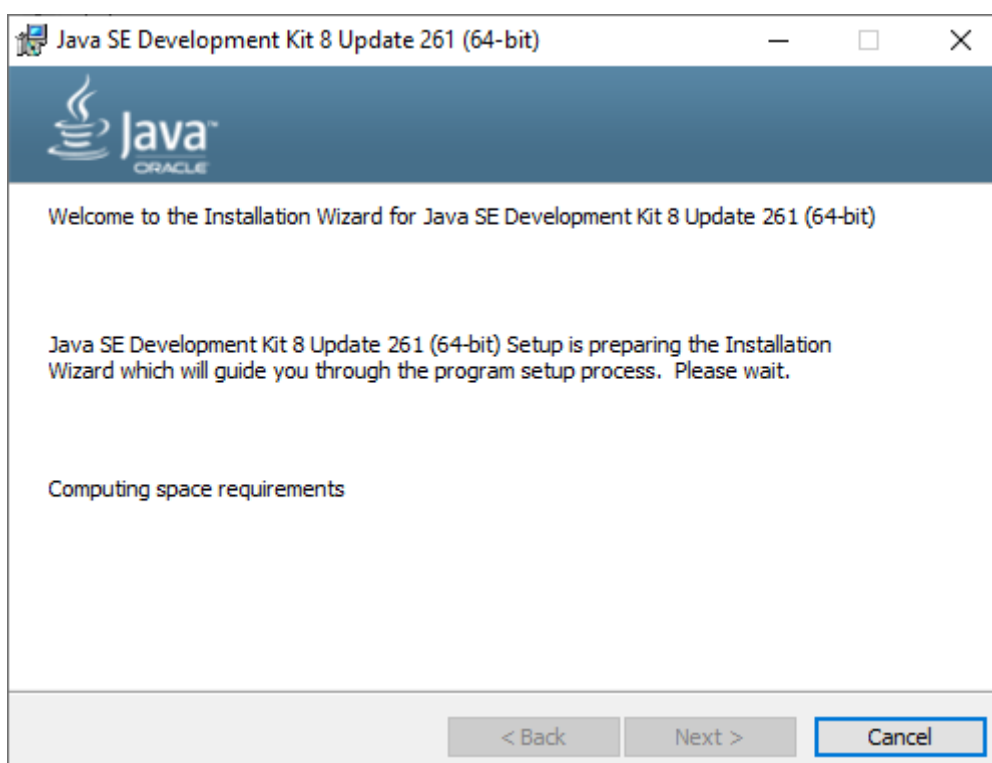 Java SE Development Kit 8 Update 261 (64-bit)
Java™
ORACLE
Welcome to the Installation Wizard for Java SE Development Kit 8 Update 261 (64-bit)
Java SE Development Kit 8 Update 261 (64-bit) Setup is preparing the Installation
Wizard which will guide you through the program setup process.  Please wait.
Computing space requirements
< Back Next > Cancel